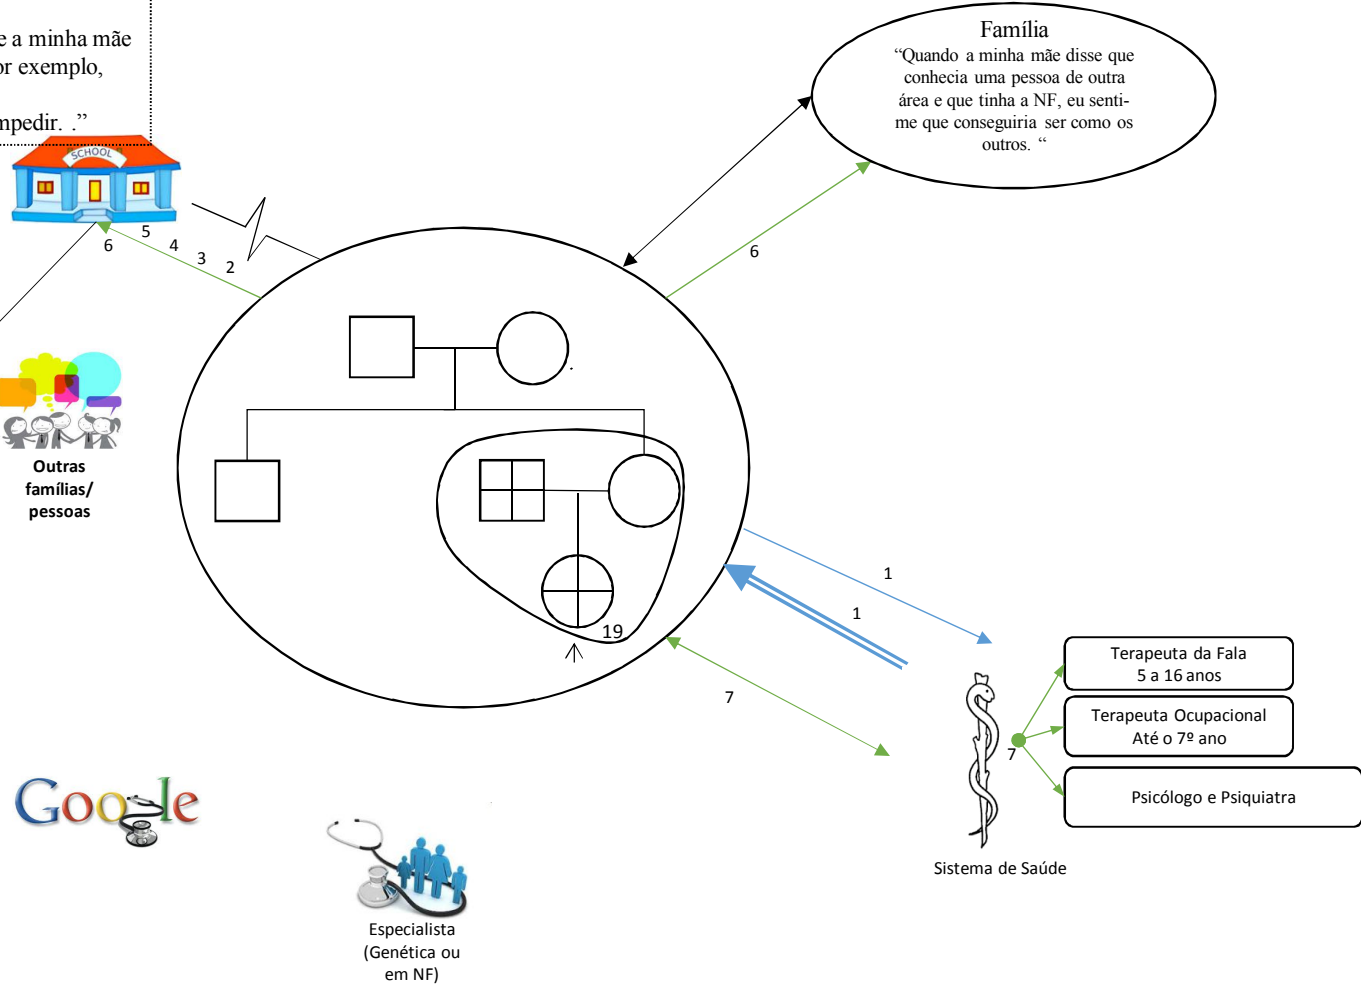 e a minha mãe
or exemplo,
mpedir. .”
SCHOOL
Família
“Quando a minha mãe disse que
conhecia uma pessoa de outra
área e que tinha a NF, eu senti-
me que conseguiria ser como os
outros. “
6
5
4
3
2
6
Outras
famílias/
pessoas
19
1
1
7
Terapeuta da Fala
5 a 16 anos
Terapeuta Ocupacional
Até o 7º ano
7
Psicólogo e Psiquiatra
Sistema de Saúde
Google
Especialista
(Genética ou
em NF)